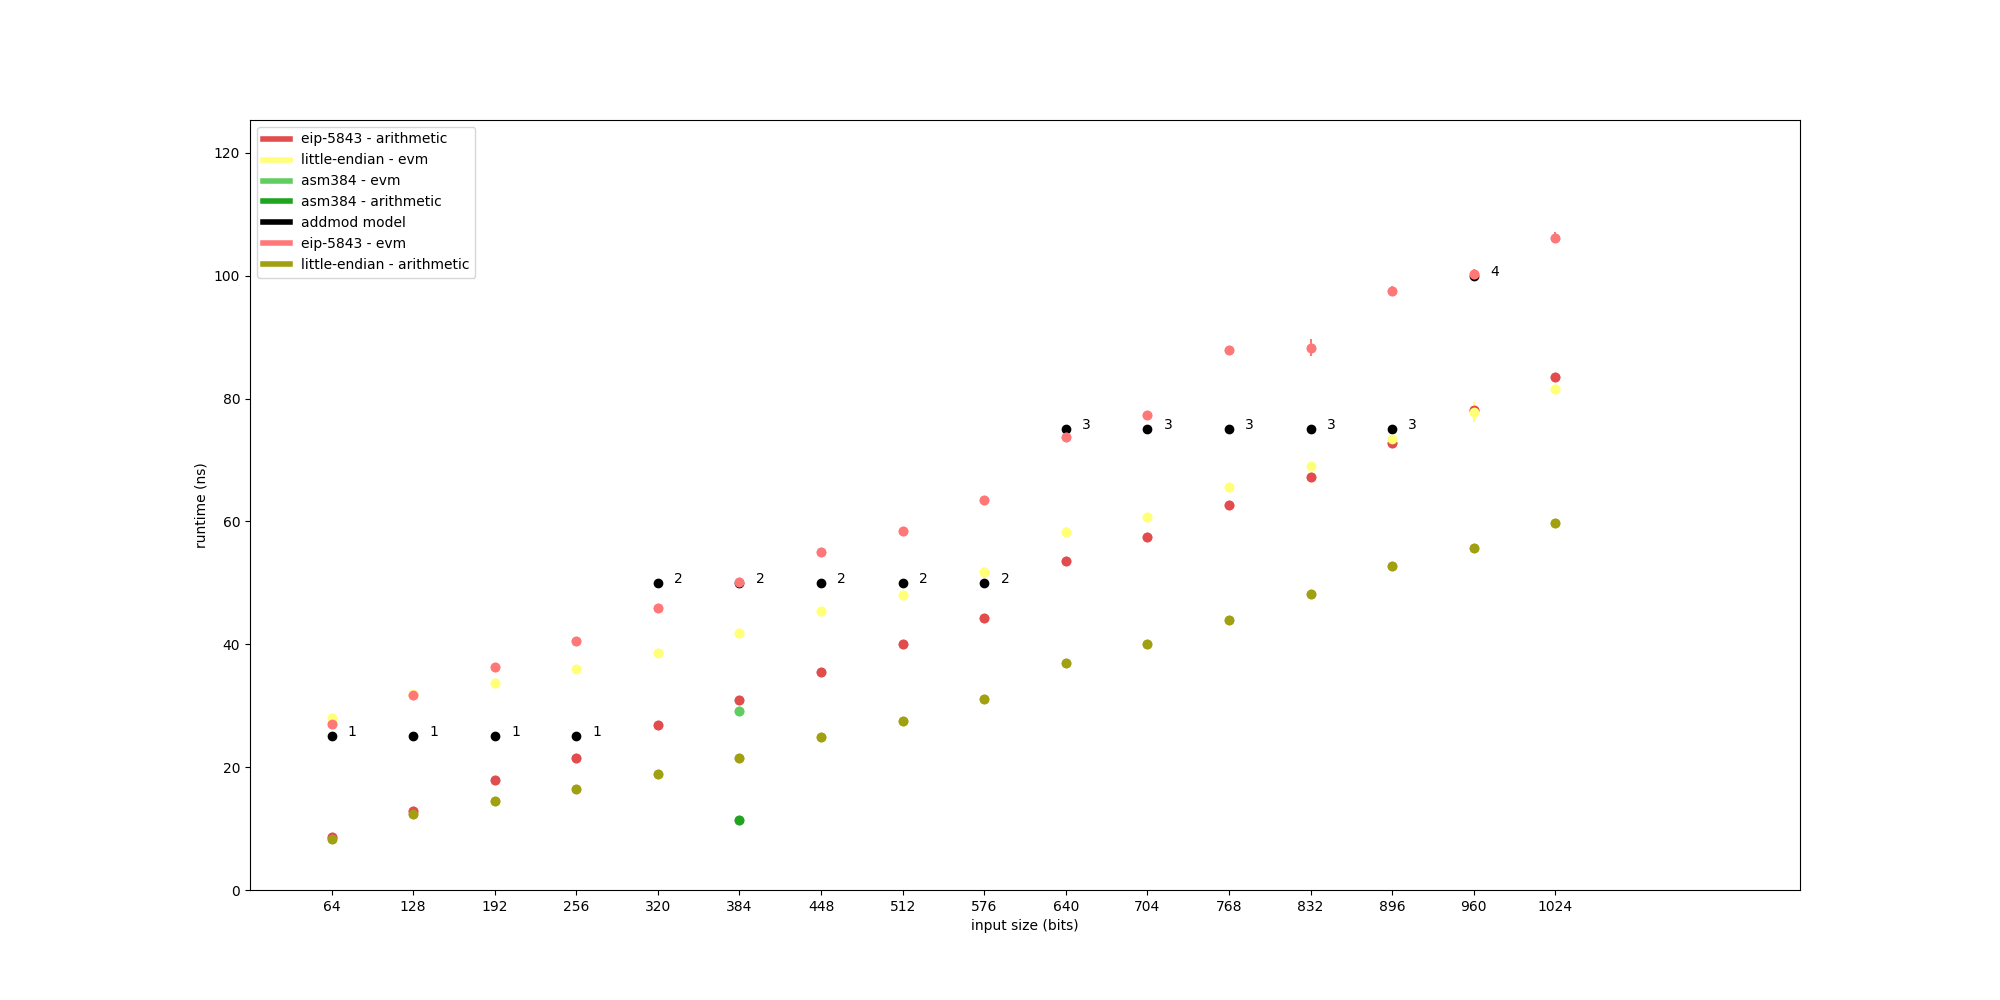 eip-5843 - arithmetic
little-endian - evm
asm384 - evm
asm384 - arithmetic
addmod model
eip-5843 - evm
little-endian - arithmetic
120
100
80
60
40
20
0
runtime (ns)
4
3 3 3 3 3
2 2 2 2 2
1 1 1 1
64 128 192 256 320 384 448 512 576 640 704 768 832 896 960 1024
input size (bits)